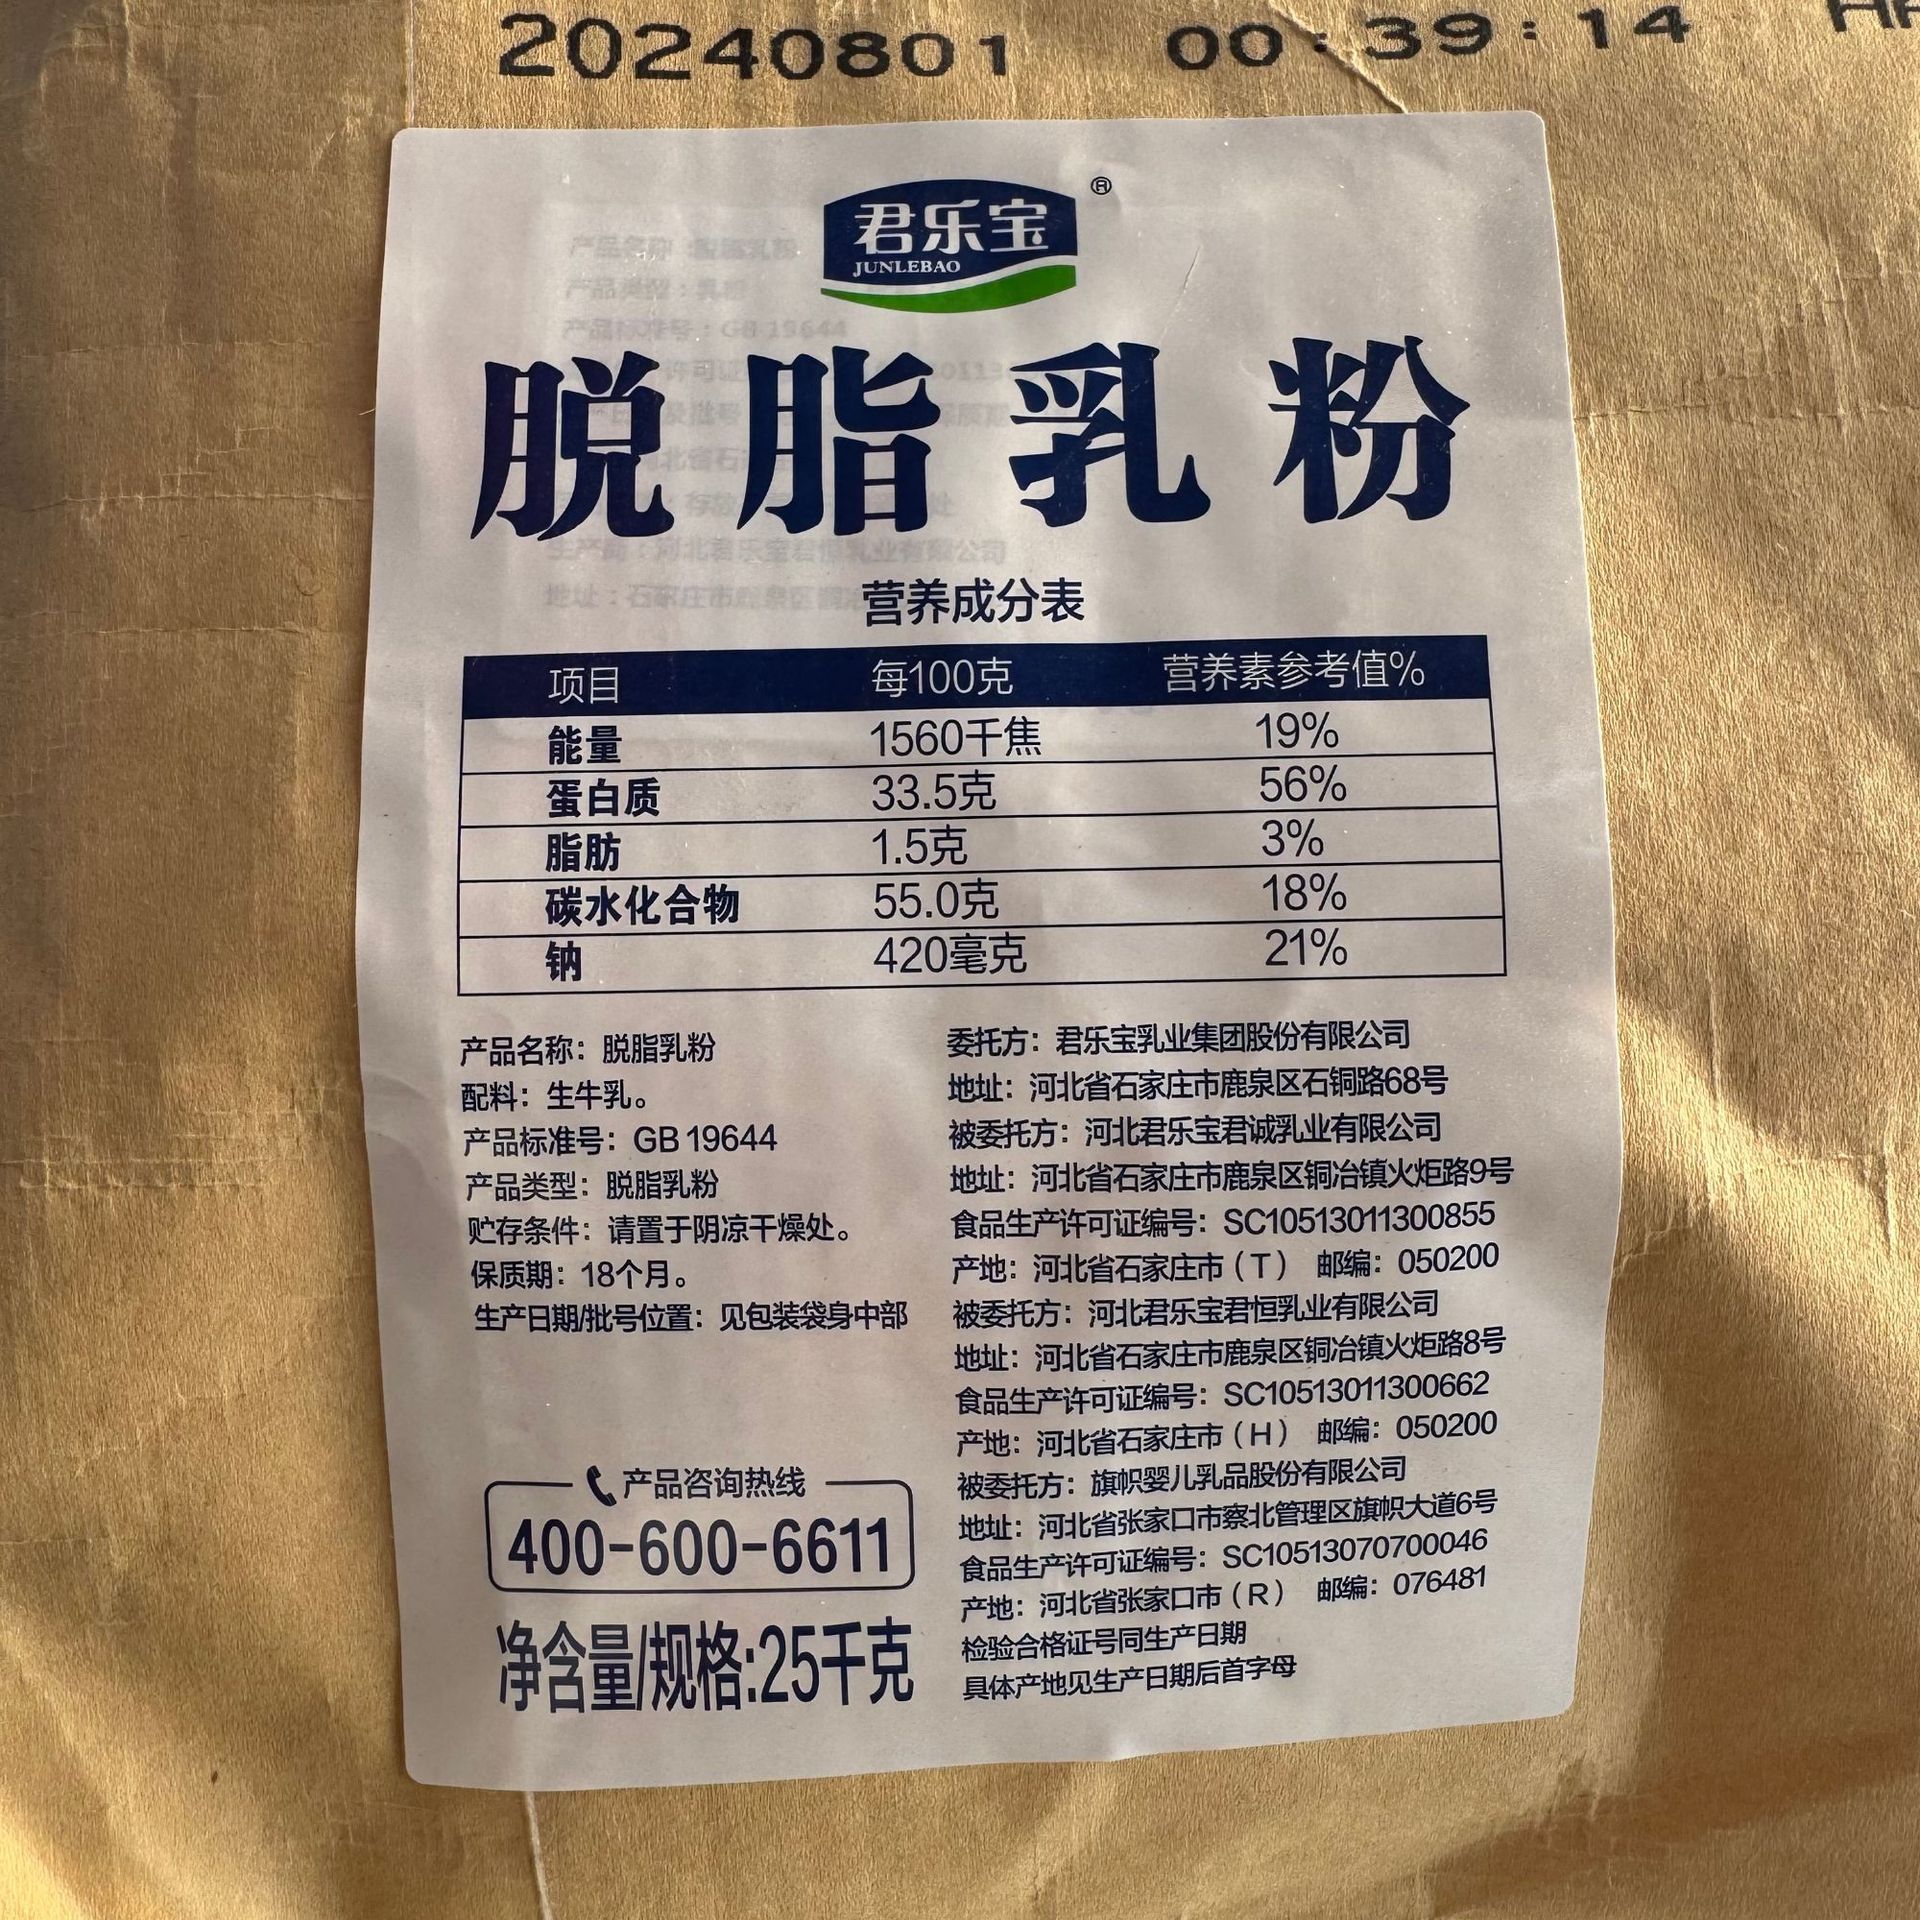 20240801 00:39:14
君乐宝®
JUNLEBAO
脱脂乳粉
营养成分表
项目 每100克 营养素参考值%
能量 1560千焦 19%
蛋白质 33.5克 56%
脂肪 1.5克 3%
碳水化合物 55.0克 18%
钠 420毫克 21%
产品名称：脱脂乳粉
配料：生牛乳。
产品标准号：GB 19644
产品类型：脱脂乳粉
贮存条件：请置于阴凉干燥处。
保质期：18个月。
生产日期/批号位置：见包装袋身中部
产品咨询热线
400-600-6611
净含量/规格:25千克
委托方：君乐宝乳业集团股份有限公司
地址：河北省石家庄市鹿泉区石铜路68号
被委托方：河北君乐宝君诚乳业有限公司
地址：河北省石家庄市鹿泉区铜冶镇火炬路9号
食品生产许可证编号：SC10513011300855
产地：河北省石家庄市（T） 邮编：050200
被委托方：河北君乐宝君恒乳业有限公司
地址：河北省石家庄市鹿泉区铜冶镇火炬路8号
食品生产许可证编号：SC10513011300662
产地：河北省石家庄市（H） 邮编：050200
被委托方：旗帜婴儿乳品股份有限公司
地址：河北省张家口市察北管理区旗帜大道6号
食品生产许可证编号：SC10513070700046
产地：河北省张家口市（R） 邮编：076481
检验合格证号同生产日期
具体产地见生产日期后首字母